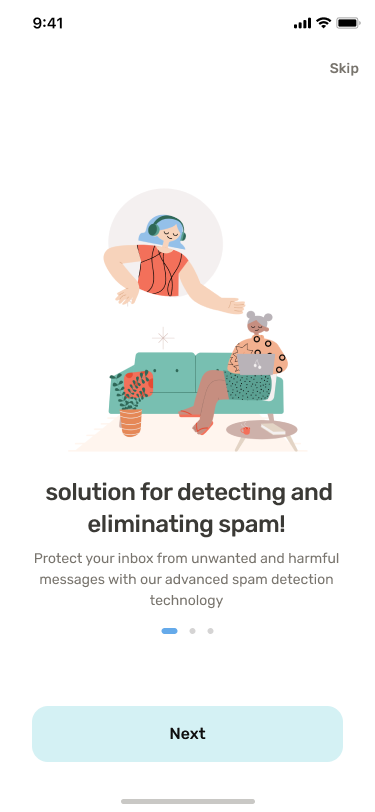 9:41
Skip
solution for detecting and
eliminating spam!
Protect your inbox from unwanted and harmful
messages with our advanced spam detection
technology
Next